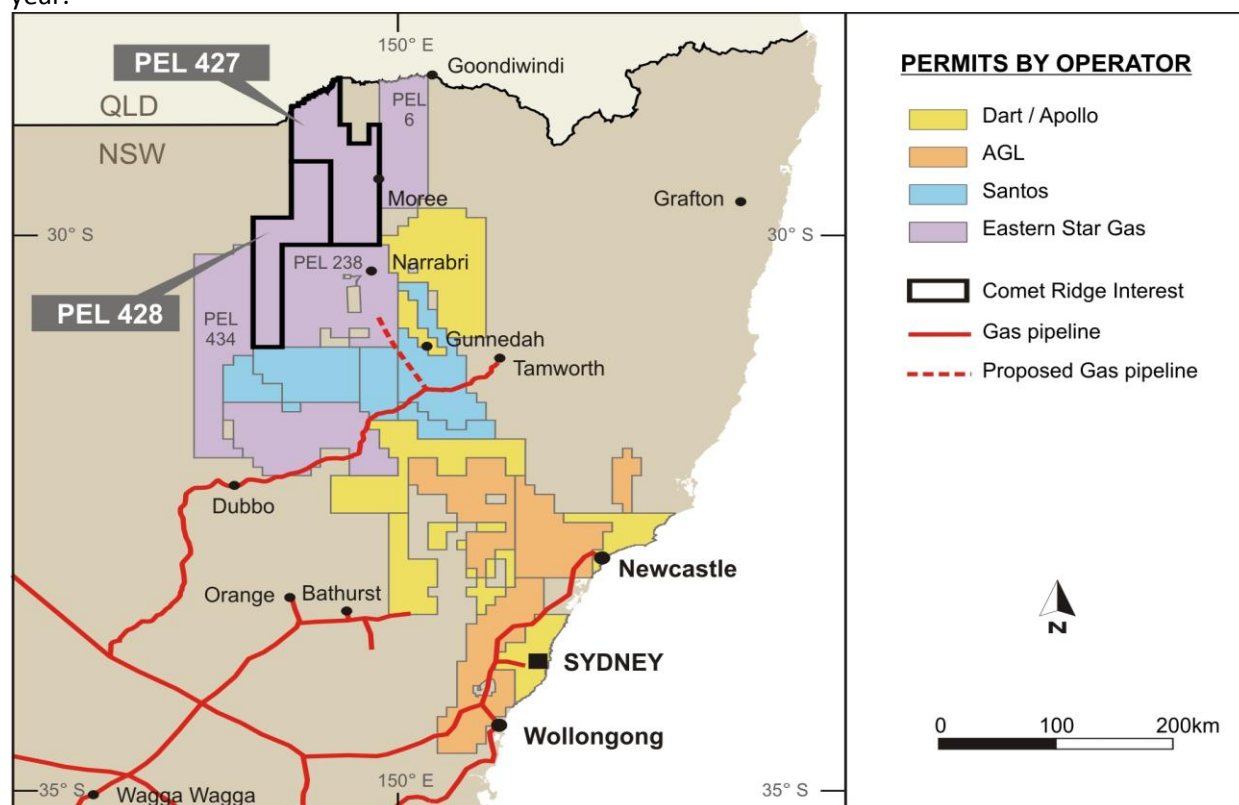 year.
150° E
PEL 427
Goondiwindi
QLD
PEL
6
NSW
Moree
Grafton
30° S
30° S
PEL 238
Narrabri
PEL 428
PEL
434
Gunnedah
Tamworth
Dubbo
Newcastle
Orange
Bathurst
SYDNEY
Wollongong
35° S
150° E
35° S
Wagga Wagga
PERMITS BY OPERATOR
Dart / Apollo
AGL
Santos
Eastern Star Gas
Comet Ridge Interest
Gas pipeline
Proposed Gas pipeline
N
0 100 200km